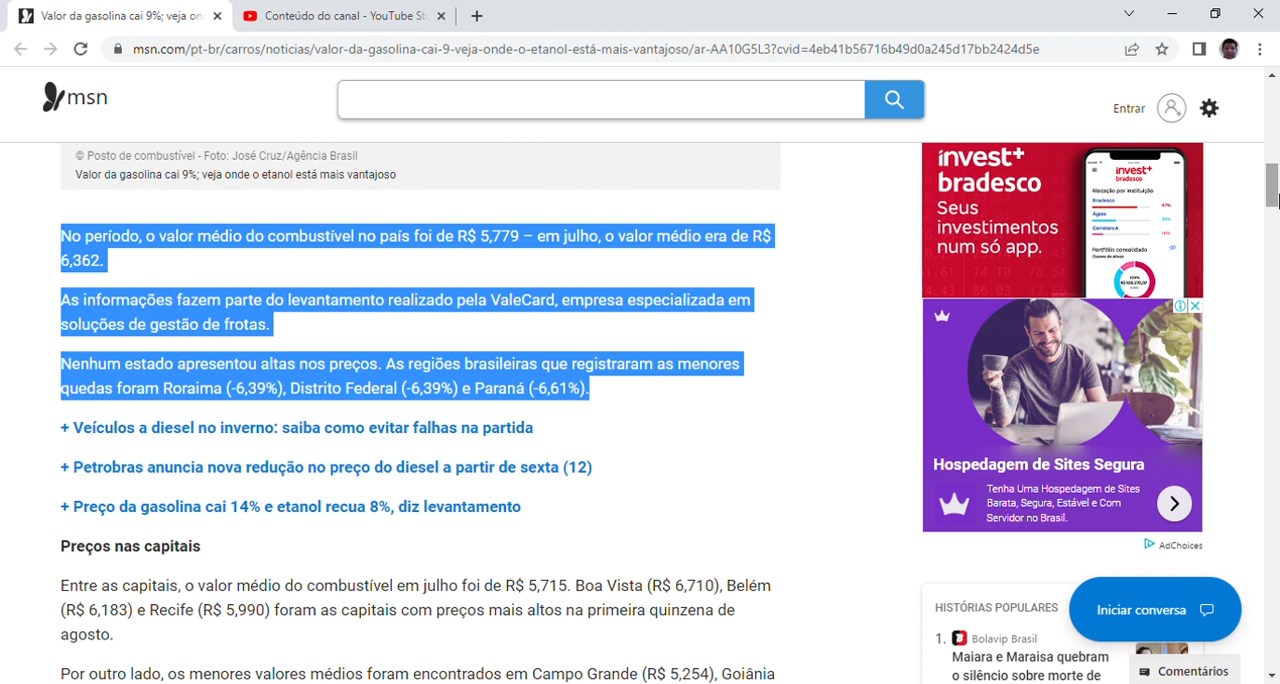 Valor da gasolina cai 9%; veja on
Conteúdo do canal - YouTube St
msn.com/pt-br/carros/noticias/valor-da-gasolina-cai-9-veja-onde-o-etanol-está-mais-vantajoso/ar-AA10G5L3?cvid=4eb41b56716b49d0a245d17bb2424d5e
msn
Entrar
© Posto de combustível - Foto: José Cruz/Agência Brasil
Valor da gasolina cai 9%; veja onde o etanol está mais vantajoso
No período, o valor médio do combustível no país foi de R$ 5,779 – em julho, o valor médio era de R$
6,362.
As informações fazem parte do levantamento realizado pela ValeCard, empresa especializada em
soluções de gestão de frotas.
Nenhum estado apresentou altas nos preços. As regiões brasileiras que registraram as menores
quedas foram Roraima (-6,39%), Distrito Federal (-6,39%) e Paraná (-6,61%).
+ Veículos a diesel no inverno: saiba como evitar falhas na partida
+ Petrobras anuncia nova redução no preço do diesel a partir de sexta (12)
+ Preço da gasolina cai 14% e etanol recua 8%, diz levantamento
Preços nas capitais
Entre as capitais, o valor médio do combustível em julho foi de R$ 5,715. Boa Vista (R$ 6,710), Belém
(R$ 6,183) e Recife (R$ 5,990) foram as capitais com preços mais altos na primeira quinzena de
agosto.
Por outro lado, os menores valores médios foram encontrados em Campo Grande (R$ 5,254), Goiânia
invest+
bradesco
Seus
investimentos
num só app.
invest+
bradesco
Alocação por instituição
Bradesco
Ágora
Corretora A
Portfólio consolidado
Hospedagem de Sites Segura
Tenha Uma Hospedagem de Sites
Barata, Segura, Estável e Com
Servidor no Brasil.
AdChoices
HISTÓRIAS POPULARES
Iniciar conversa
1. Bolavip Brasil
Maiara e Maraisa quebram
o silêncio sobre morte de
Comentários